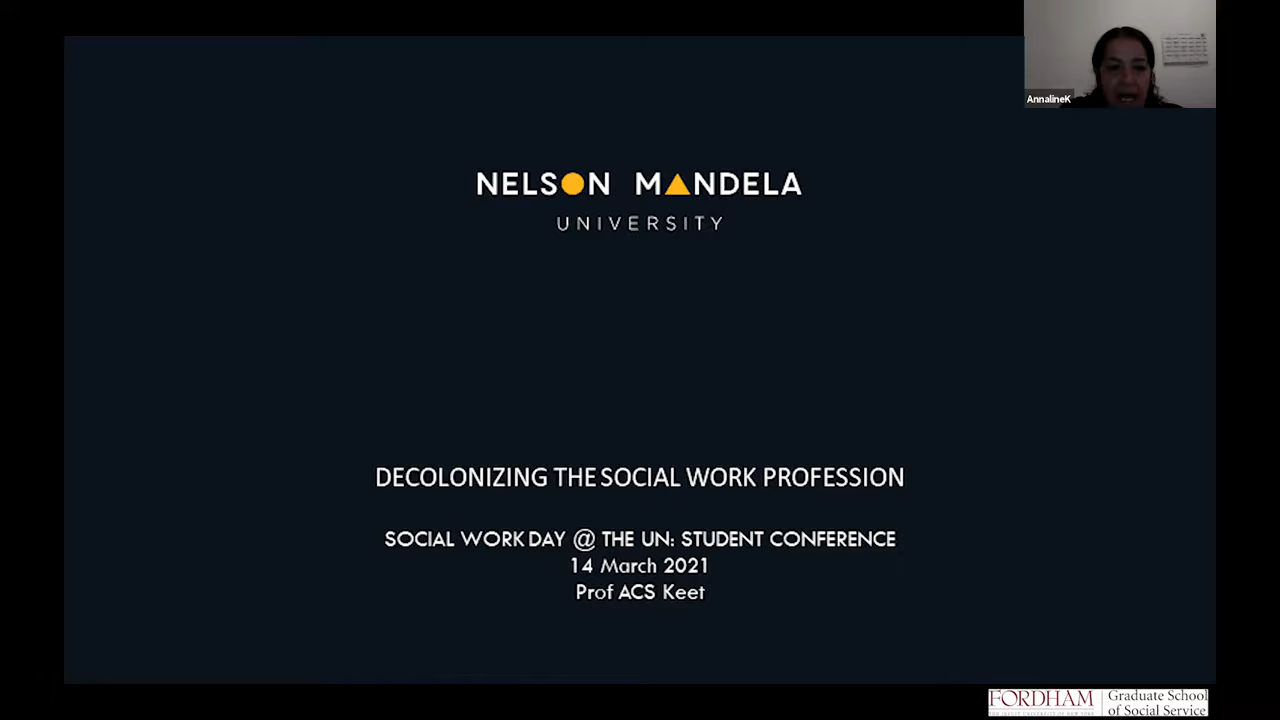 AnnalineK
NELSON MANDELA
UNIVERSITY
DECOLONIZING THE SOCIAL WORK PROFESSION
SOCIAL WORK DAY @ THE UN: STUDENT CONFERENCE
14 March 2021
Prof ACS Keet
FORDHAM
Graduate School
of Social Service